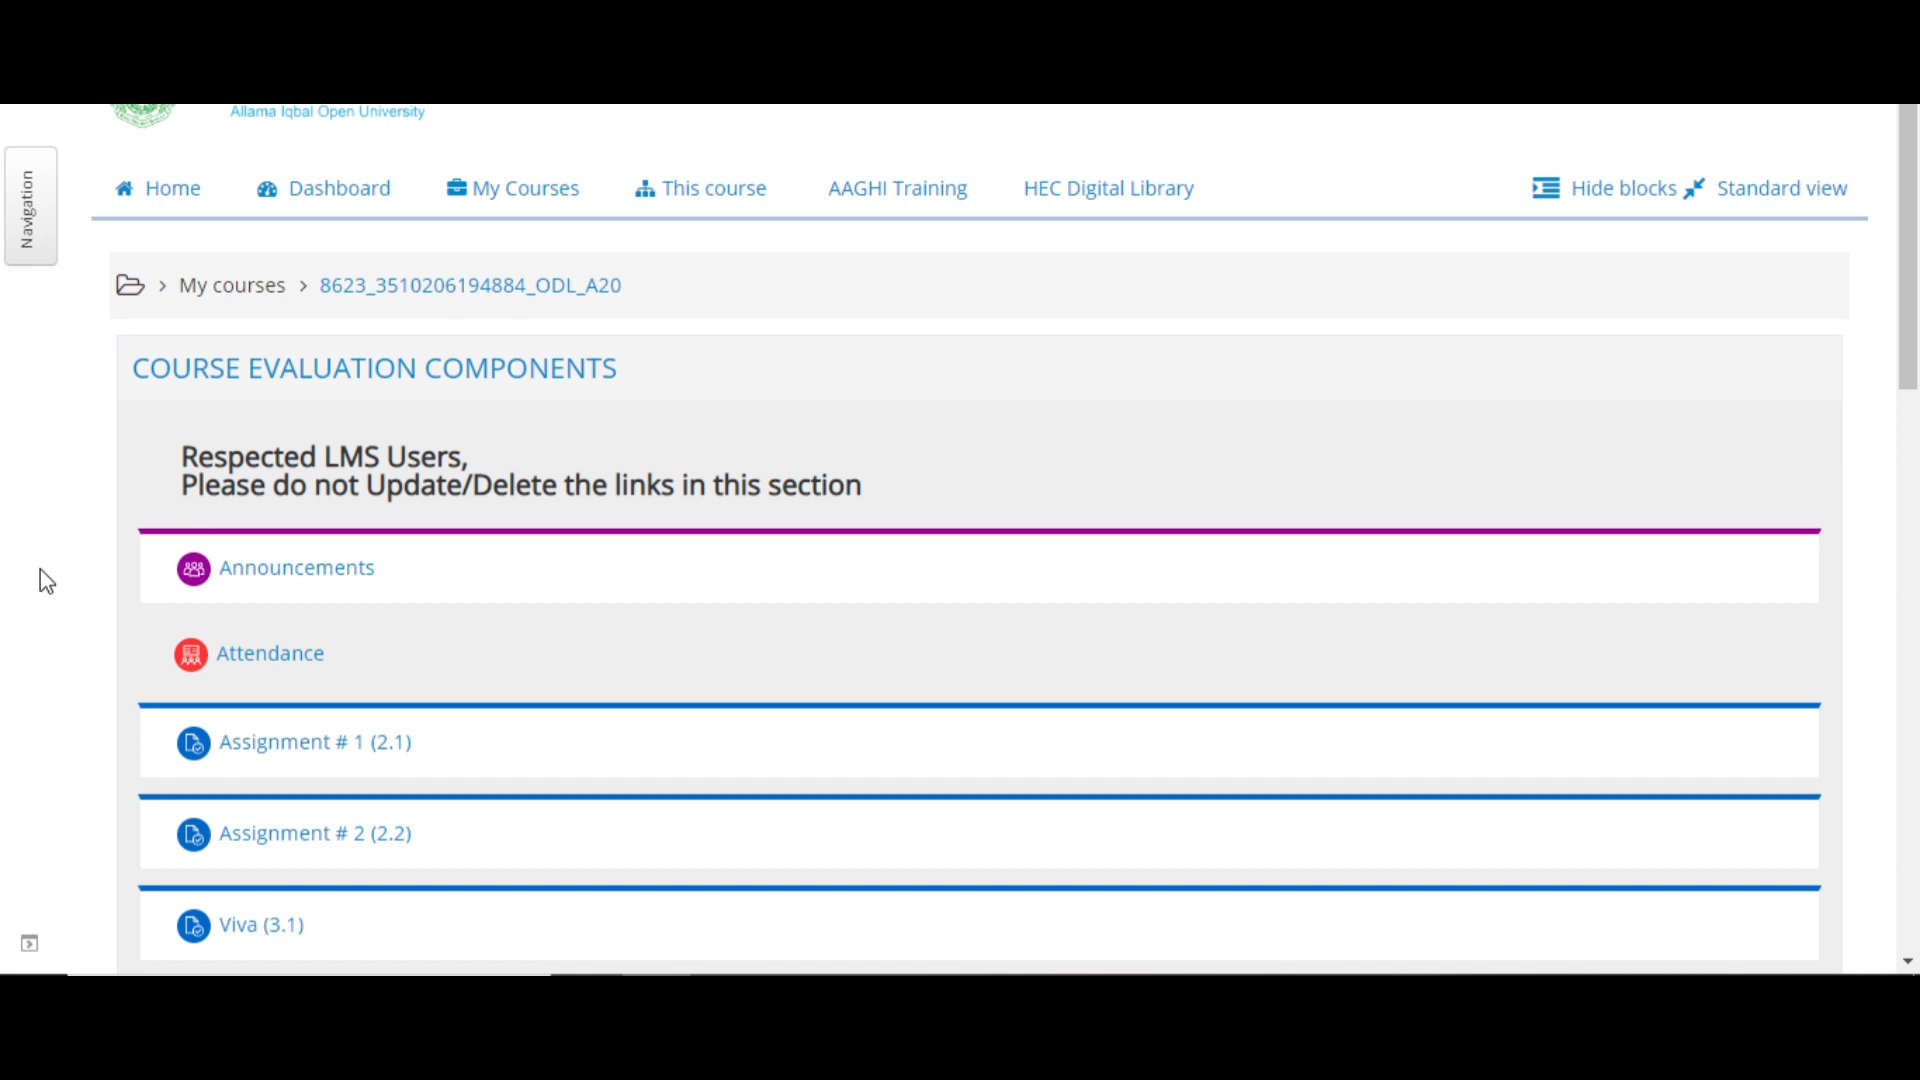 Allama Iqbal Open University
Navigation
Home
Dashboard
My Courses
This course
AAGHI Training
HEC Digital Library
Hide blocks
Standard view
> My courses > 8623_3510206194884_ODL_A20
COURSE EVALUATION COMPONENTS
Respected LMS Users,
Please do not Update/Delete the links in this section
Announcements
Attendance
Assignment # 1 (2.1)
Assignment # 2 (2.2)
Viva (3.1)